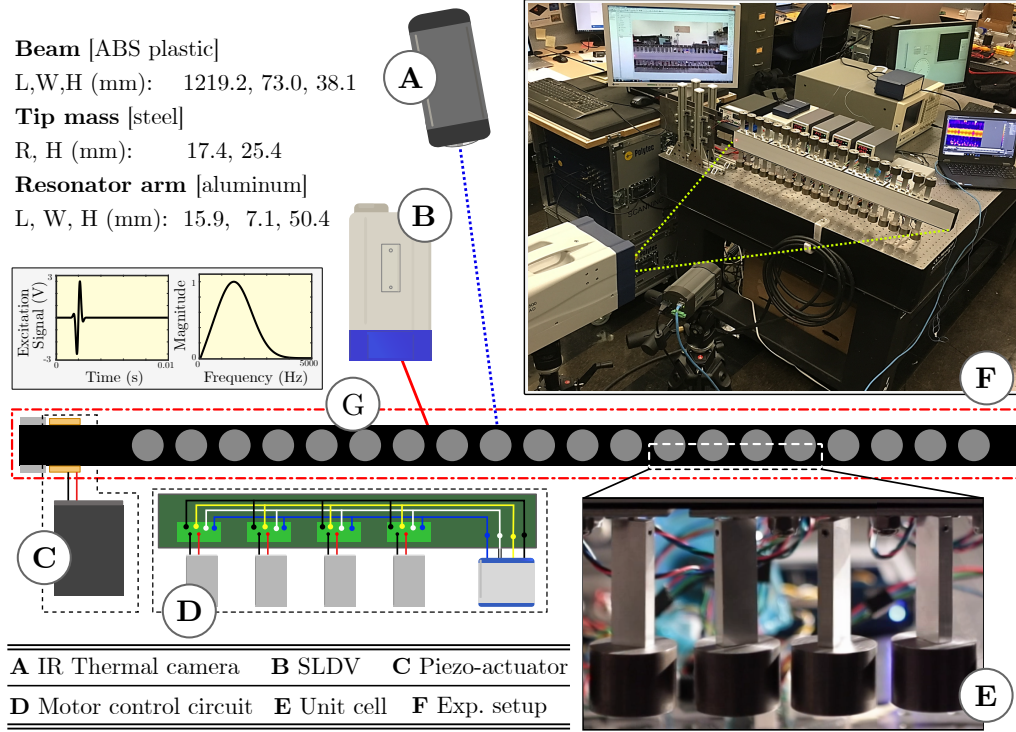 Beam [ABS plastic]
L,W,H (mm): 1219.2, 73.0, 38.1
Tip mass [steel]
R, H (mm): 17.4, 25.4
Resonator arm [aluminum]
L, W, H (mm): 15.9, 7.1, 50.4
A
B
Excitation
Signal (V)
3
-3
0
0.01
Time (s)
Magnitude
1
0
0
5000
Frequency (Hz)
Polytec
F
G
C
D
E
A IR Thermal camera B SLDV C Piezo-actuator
D Motor control circuit E Unit cell F Exp. setup